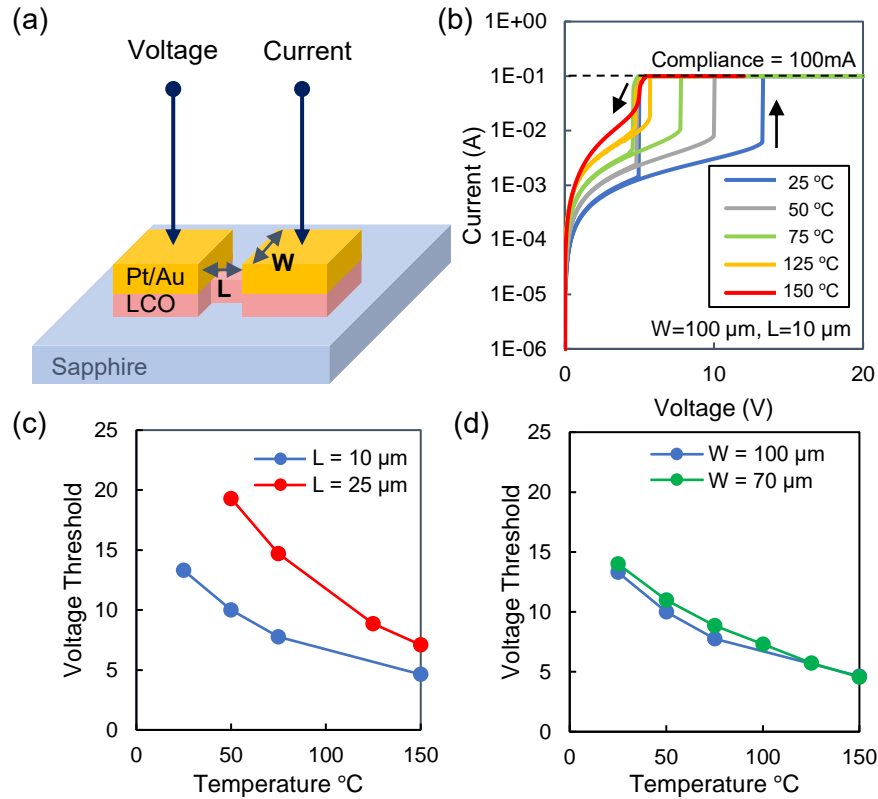 (a)
Voltage
Current
Pt/Au
LCO
L
W
Sapphire
(b)
Current (A)
1E+00
1E-01
1E-02
1E-03
1E-04
1E-05
1E-06
Compliance = 100mA
25 ºC
50 ºC
75 ºC
125 ºC
150 ºC
W=100 µm, L=10 µm
0
10
20
Voltage (V)
(c)
Voltage Threshold
25
20
15
10
5
0
L = 10 µm
L = 25 µm
0
50
100
150
Temperature ºC
(d)
Voltage Threshold
25
20
15
10
5
0
W = 100 µm
W = 70 µm
0
50
100
150
Temperature ºC